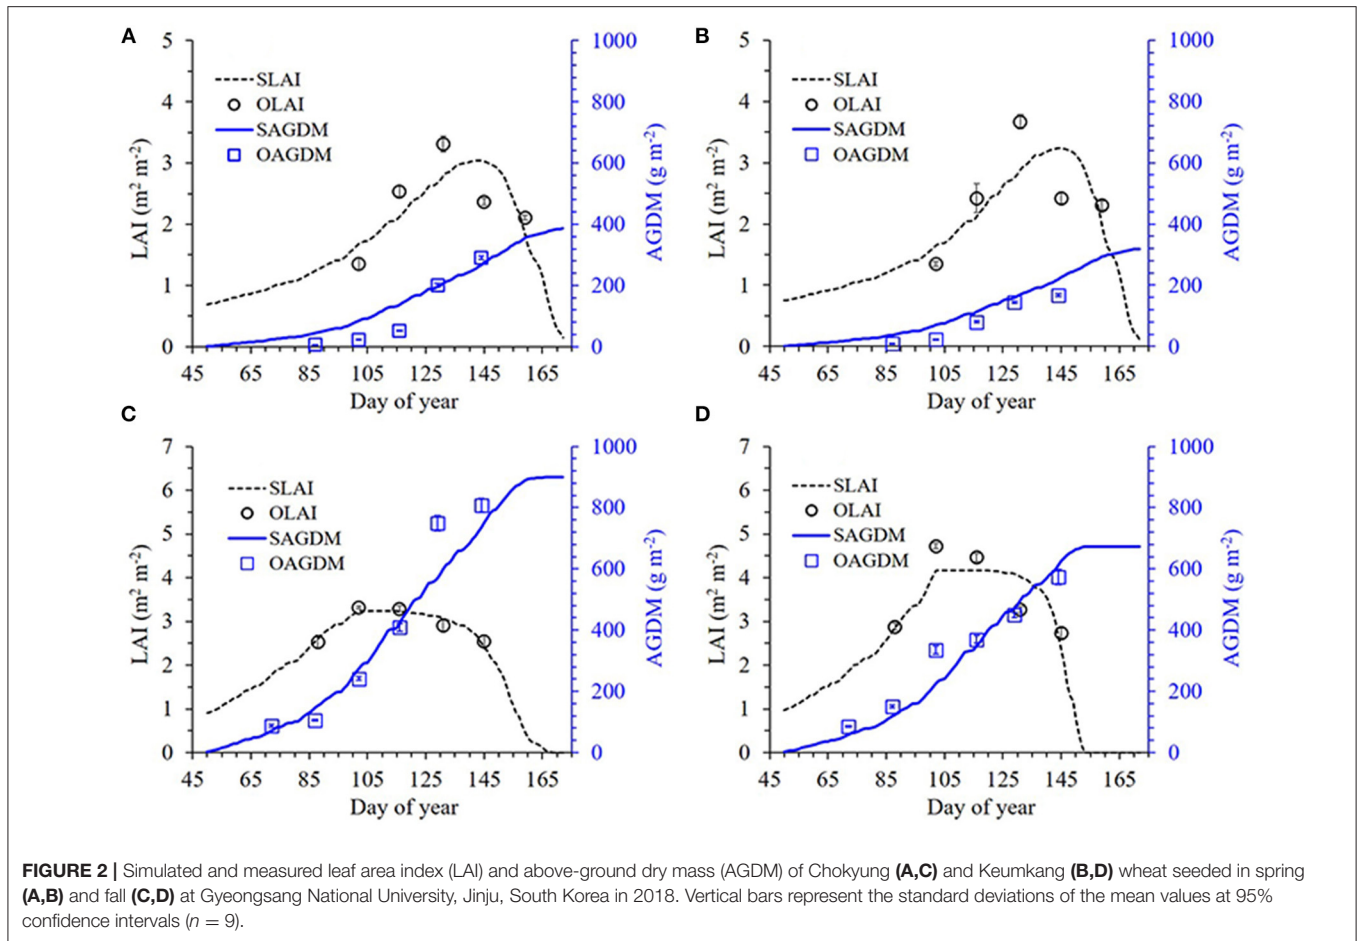 A
5
4
3
2
1
0
LAI (m2 m-2)
SLAI
OLAI
SAGDM
OAGDM
1000
800
600
400
200
0
AGDM (g m-2)
45 65 85 105 125 145 165
Day of year
B
5
4
3
2
1
0
LAI (m2 m-2)
SLAI
OLAI
SAGDM
OAGDM
1000
800
600
400
200
0
AGDM (g m-2)
45 65 85 105 125 145 165
Day of year
C
7
6
5
4
3
2
1
0
LAI (m2 m-2)
SLAI
OLAI
SAGDM
OAGDM
1000
800
600
400
200
0
AGDM (g m-2)
45 65 85 105 125 145 165
Day of year
D
7
6
5
4
3
2
1
0
LAI (m2 m-2)
SLAI
OLAI
SAGDM
OAGDM
1000
800
600
400
200
0
AGDM (g m-2)
45 65 85 105 125 145 165
Day of year
FIGURE 2 | Simulated and measured leaf area index (LAI) and above-ground dry mass (AGDM) of Chokyung (A,C) and Keumkang (B,D) wheat seeded in spring
(A,B) and fall (C,D) at Gyeongsang National University, Jinju, South Korea in 2018. Vertical bars represent the standard deviations of the mean values at 95%
confidence intervals (n = 9).